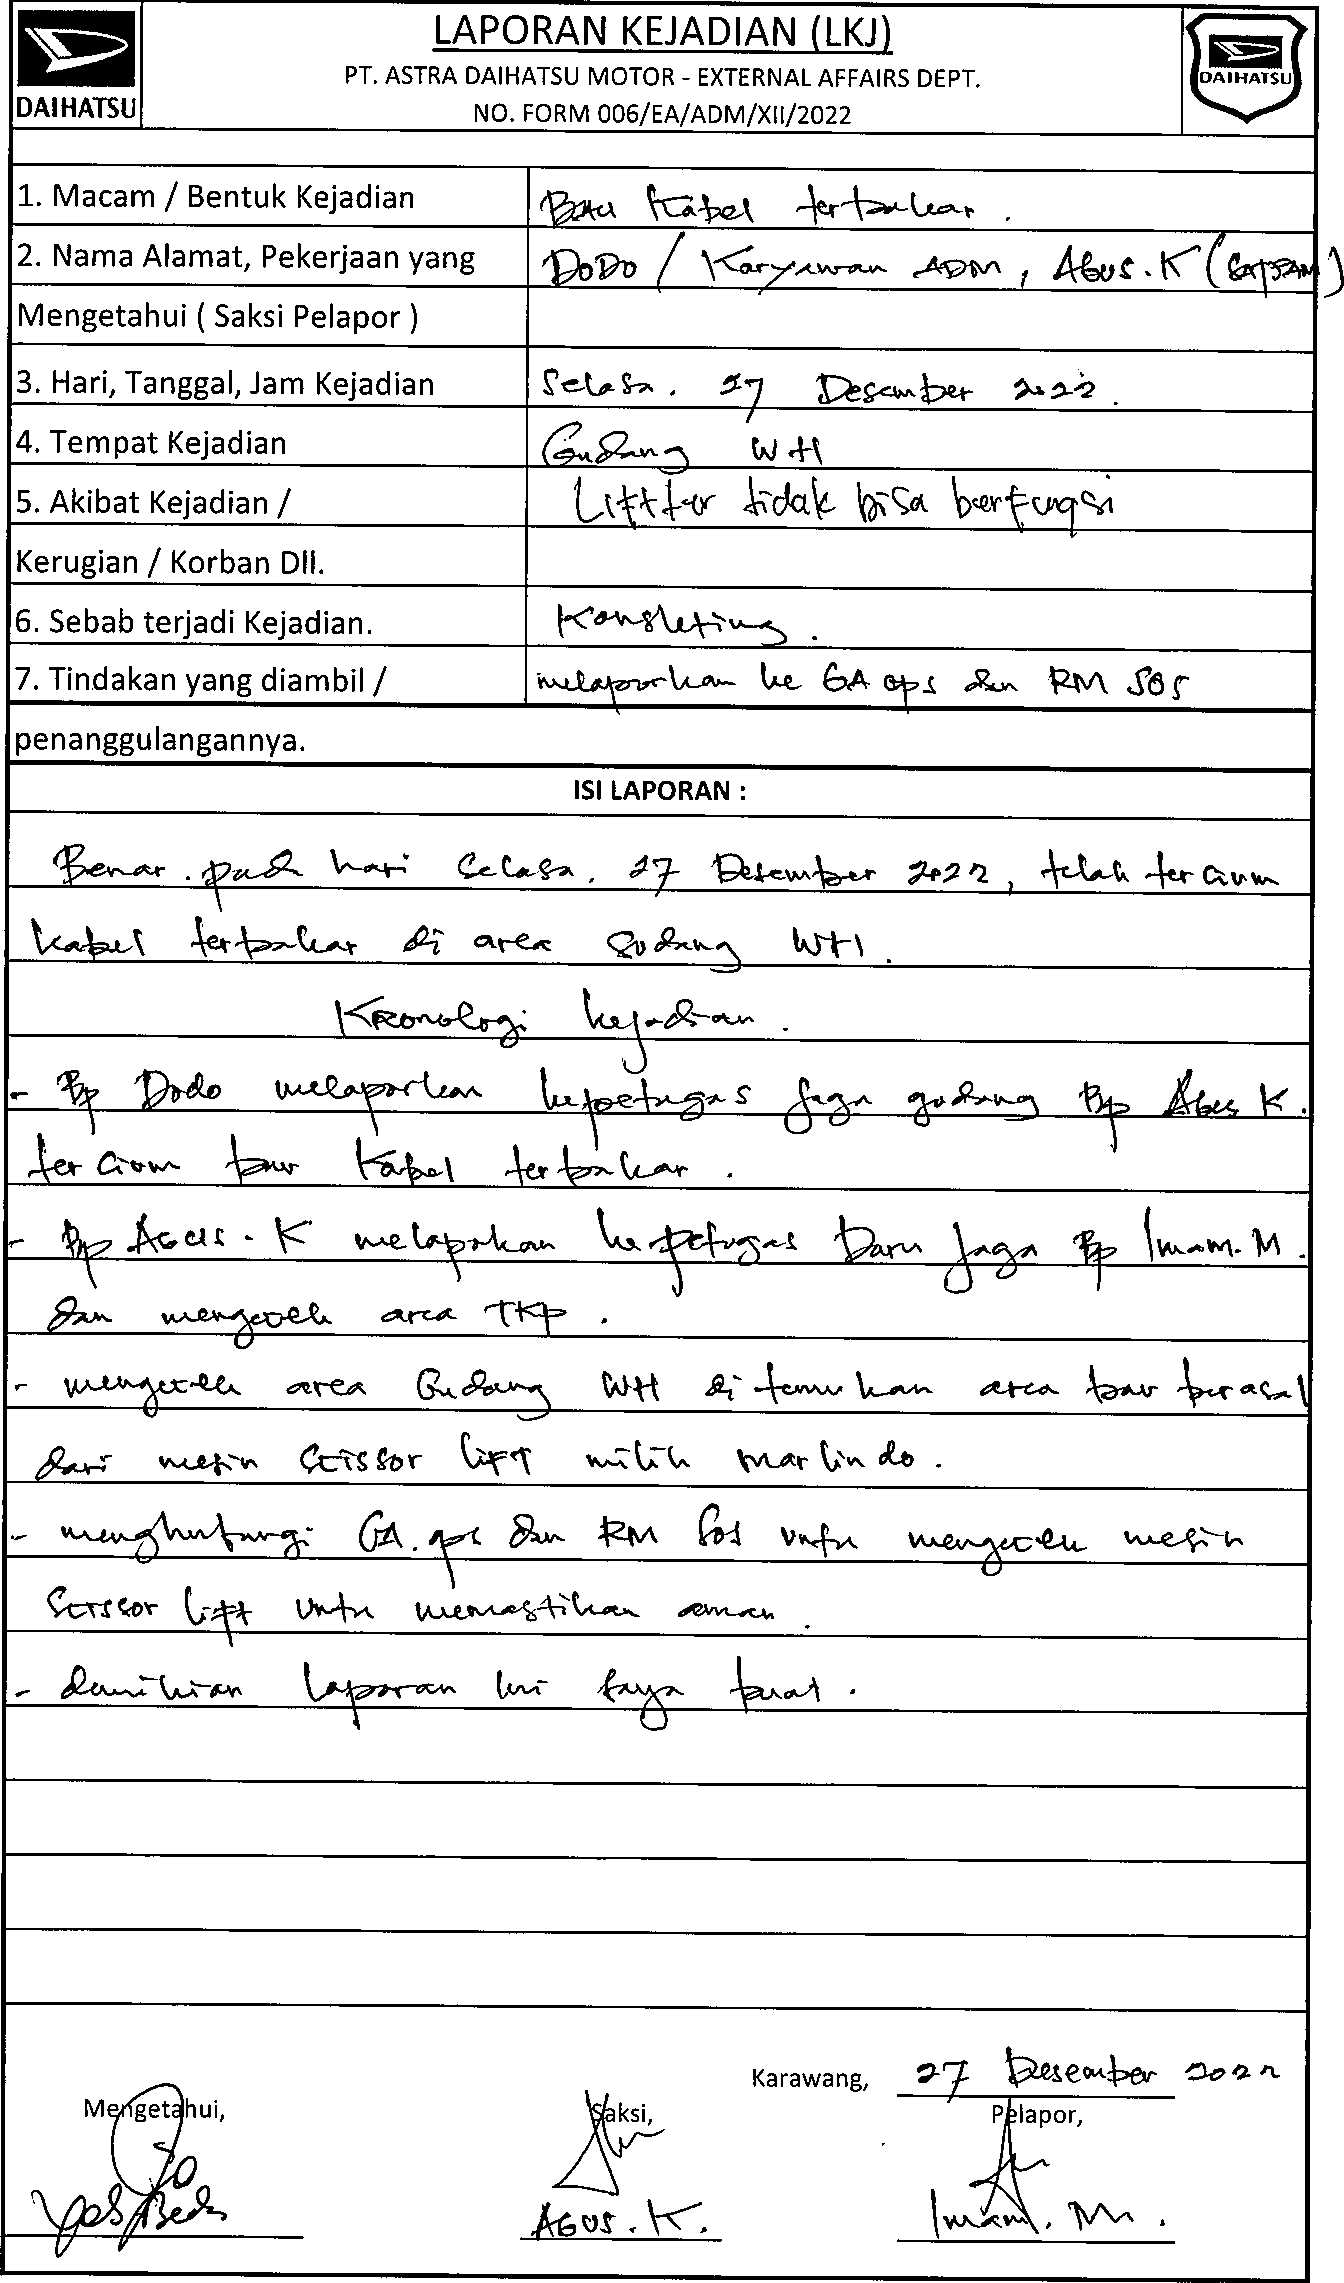 LAPORAN KEJADIAN (LKJ)
DAIHATSU
PT. ASTRA DAIHATSU MOTOR - EXTERNAL AFFAIRS DEPT.
DAIHATSU
NO. FORM 006/EA/ADM/XII/2022
1. Macam / Bentuk Kejadian Bau Kabel terbakar.
2. Nama Alamat, Pekerjaan yang DODO / Karyawan ADM, AGUS.K (SATPAM)
Mengetahui ( Saksi Pelapor )
3. Hari, Tanggal, Jam Kejadian Selasa. 27 Desember 2022.
4. Tempat Kejadian Gudang WH
5. Akibat Kejadian / Liftter tidak bisa berfungsi
Kerugian / Korban Dll.
6. Sebab terjadi Kejadian. Konsleting.
7. Tindakan yang diambil / melaporkan ke GA ops dan RM SOS
penanggulangannya.
ISI LAPORAN :
Benar. pada hari Selasa. 27 Desember 2022, telah tercium
kabel terbakar di area gudang WH.
Kronologi kejadian.
- Bp Dodo melaporkan kepetugas jaga gudang Bp Agus K.
tercium bau kabel terbakar.
- Bp AGUS.K melaporkan kepetugas Daru jaga Bp Imam.M.
dan mengecek area TKP.
- mengecek area Gudang WH ditemukan area bau berasal
dari mesin SCISSOR LIFT milik marlindo.
- menghubungi GA.ops dan RM SOS untu mengecek mesin
SCISSOR lift untu memastikan aman.
- demikian laporan ini saya buat.
Karawang, 27 Desember 2022
Mengetahui, Saksi, Pelapor,
AGUS.K. Imam. M.